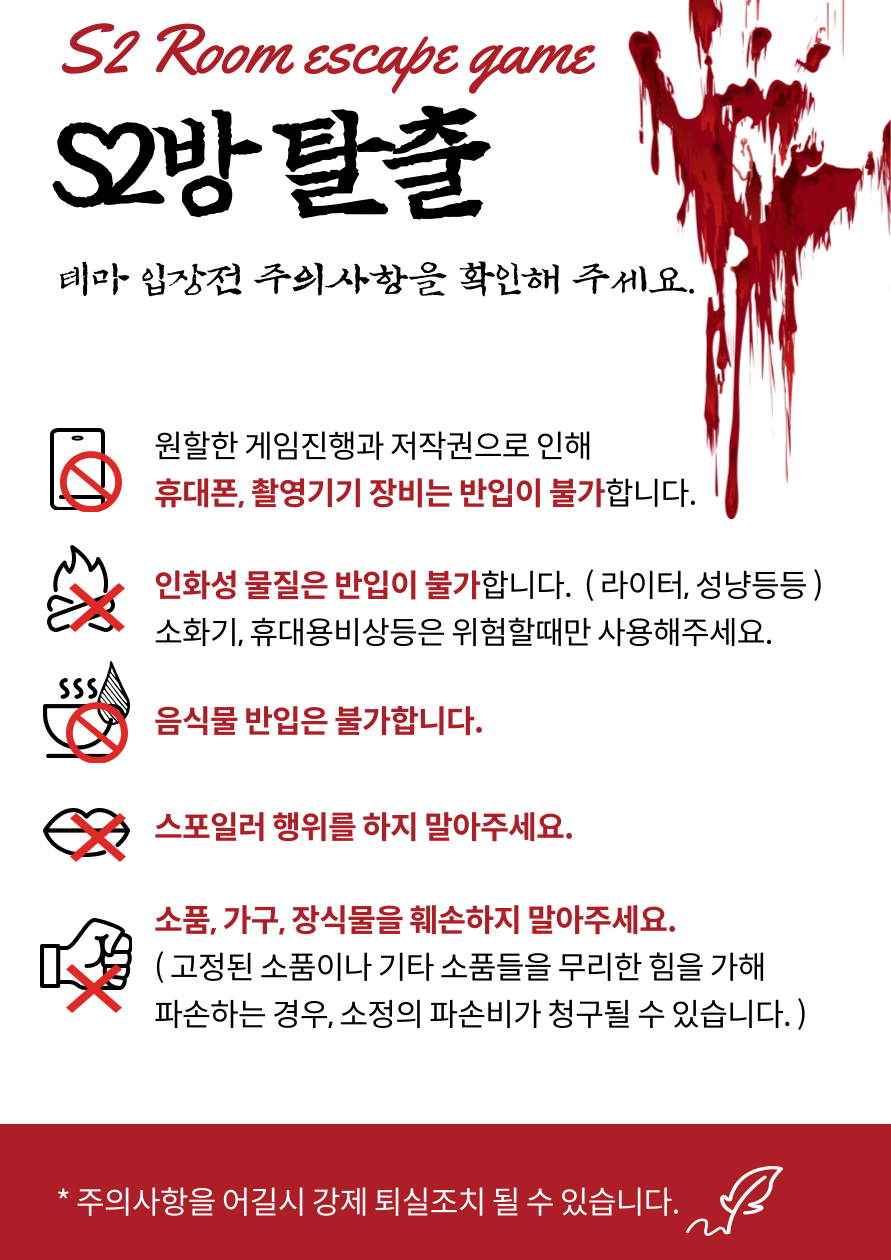 S2 Room escape game
S2방 탈출
테마 입장전 주의사항을 확인해 주세요.
원할한 게임진행과 저작권으로 인해
휴대폰, 촬영기기 장비는 반입이 불가합니다.
인화성 물질은 반입이 불가합니다. ( 라이터, 성냥등등 )
소화기, 휴대용비상등은 위험할때만 사용해주세요.
음식물 반입은 불가합니다.
스포일러 행위를 하지 말아주세요.
소품, 가구, 장식물을 훼손하지 말아주세요.
( 고정된 소품이나 기타 소품들을 무리한 힘을 가해
파손하는 경우, 소정의 파손비가 청구될 수 있습니다. )
* 주의사항을 어길시 강제 퇴실조치 될 수 있습니다.